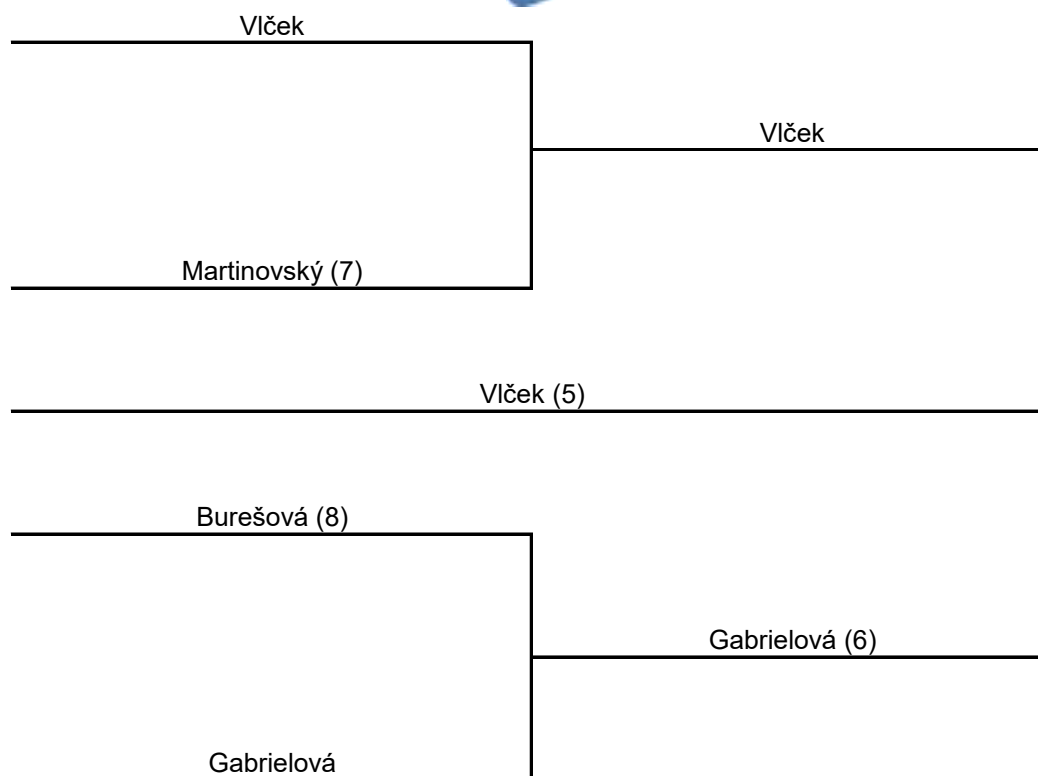 Vlček
Vlček
Martinovský (7)
Vlček (5)
Burešová (8)
Gabrielová (6)
Gabrielová